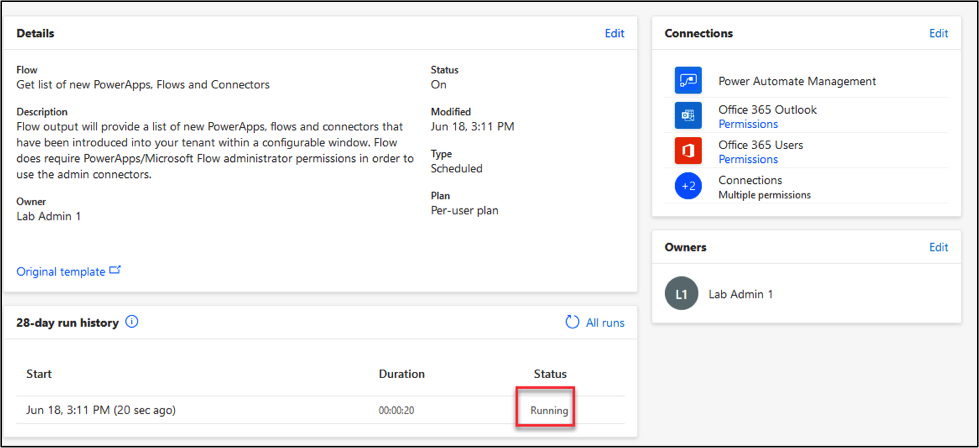 Details
Edit
Flow
Get list of new PowerApps, Flows and Connectors
Description
Flow output will provide a list of new PowerApps, flows and connectors that
have been introduced into your tenant within a configurable window. Flow
does require PowerApps/Microsoft Flow administrator permissions in order to
use the admin connectors.
Owner
Lab Admin 1
Status
On
Modified
Jun 18, 3:11 PM
Type
Scheduled
Plan
Per-user plan
Original template
28-day run history
All runs
Start Duration Status
Jun 18, 3:11 PM (20 sec ago) 00:00:20 Running
Connections
Edit
Power Automate Management
Office 365 Outlook
Permissions
Office 365 Users
Permissions
+2
Connections
Multiple permissions
Owners
Edit
L1
Lab Admin 1